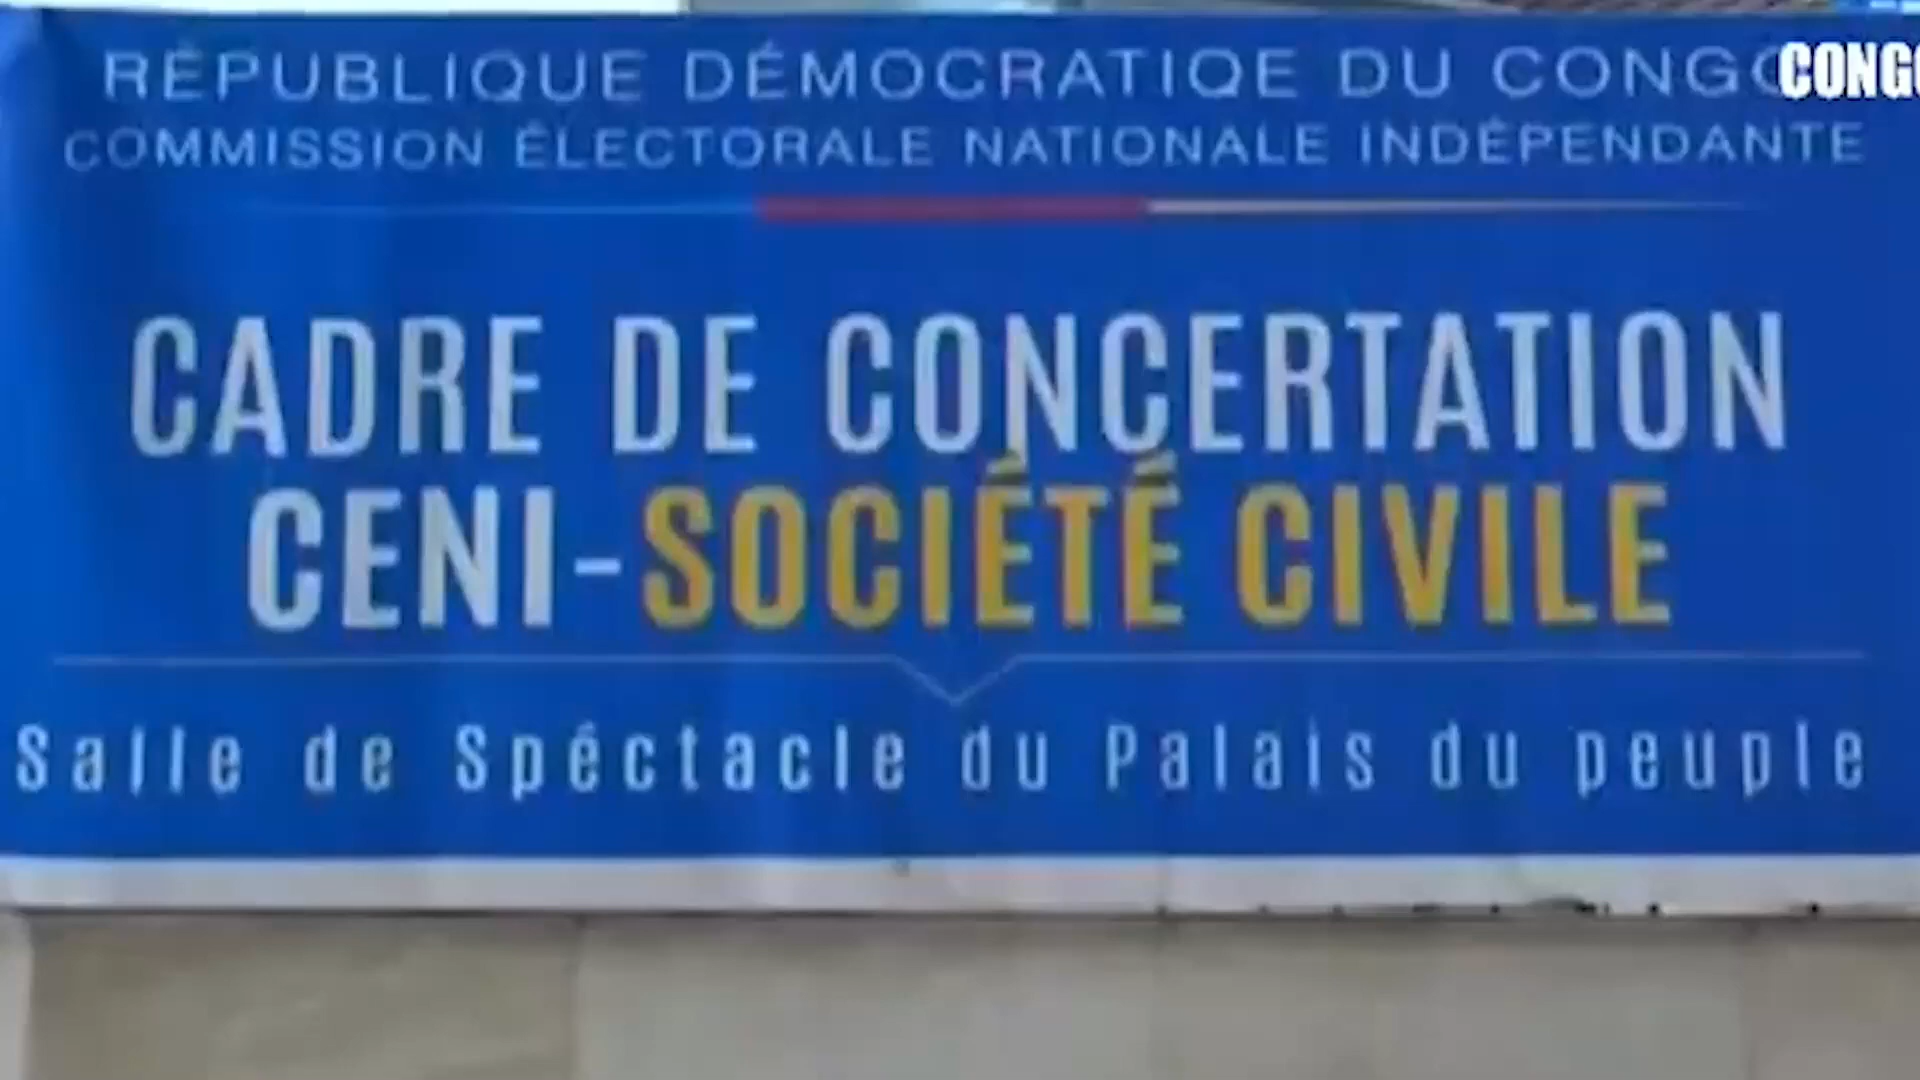 RÉPUBLIQUE DÉMOCRATIQE DU CONGO
COMMISSION ÉLECTORALE NATIONALE INDÉPENDANTE
CADRE DE CONCERTATION
CENI-SOCIÉTÉ CIVILE
Salle de Spéctacle du Palais du peuple